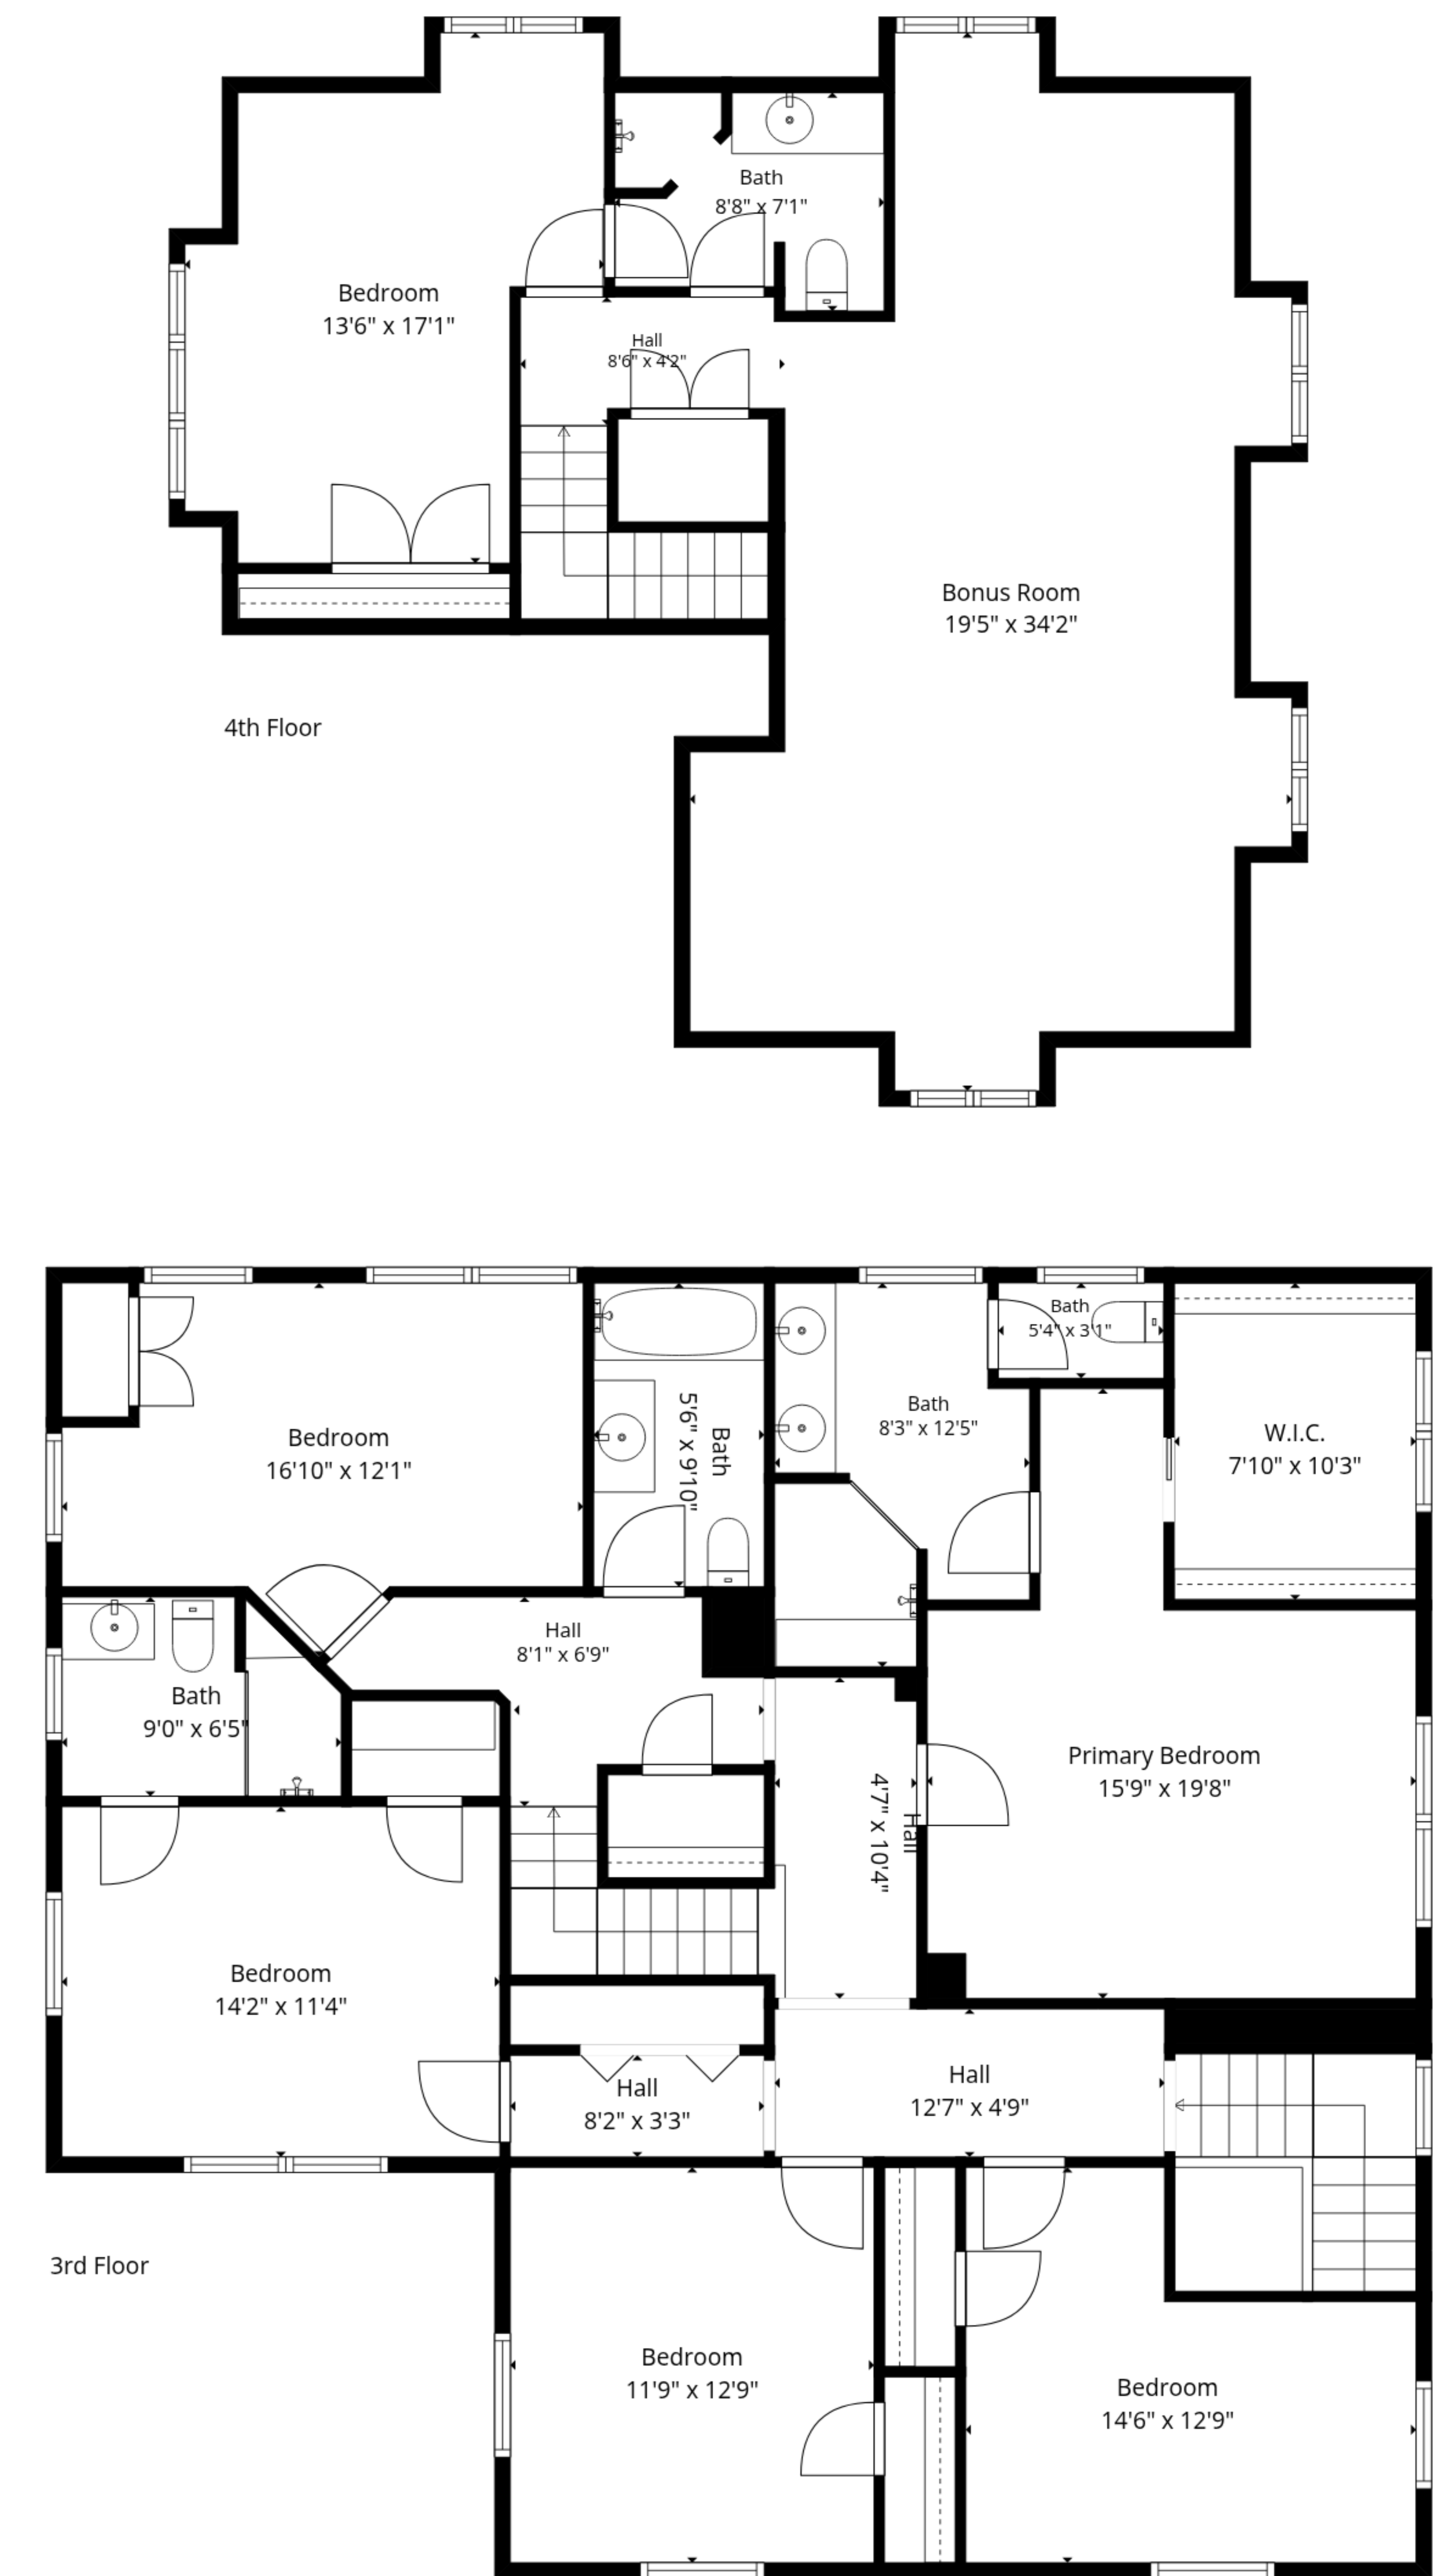 Bath
8'8" x 7'1"
Bedroom
13'6" x 17'1"
Hall
8'6" x 4'2"
Bonus Room
19'5" x 34'2"
4th Floor
Bath
5'4" x 3'1"
Bath
8'3" x 12'5"
Bedroom
16'10" x 12'1"
Bath
5'6" x 9'10"
W.I.C.
7'10" x 10'3"
Hall
8'1" x 6'9"
Bath
9'0" x 6'5"
Primary Bedroom
15'9" x 19'8"
Hall
4'7" x 10'4"
Bedroom
14'2" x 11'4"
Hall
8'2" x 3'3"
Hall
12'7" x 4'9"
3rd Floor
Bedroom
11'9" x 12'9"
Bedroom
14'6" x 12'9"